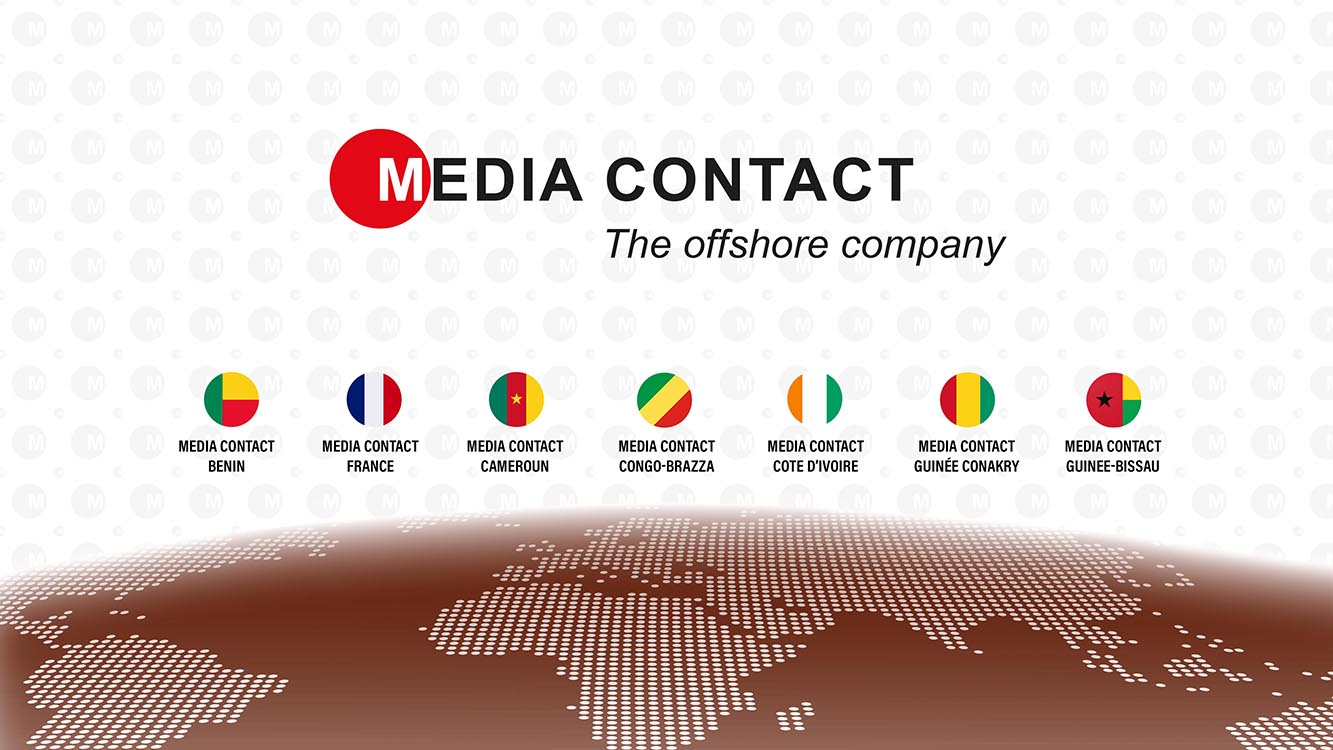 MEDIA CONTACT
The offshore company
MEDIA CONTACT
BENIN
MEDIA CONTACT
FRANCE
MEDIA CONTACT
CAMEROUN
MEDIA CONTACT
CONGO-BRAZZA
MEDIA CONTACT
COTE D'IVOIRE
MEDIA CONTACT
GUINÉE CONAKRY
MEDIA CONTACT
GUINEE-BISSAU